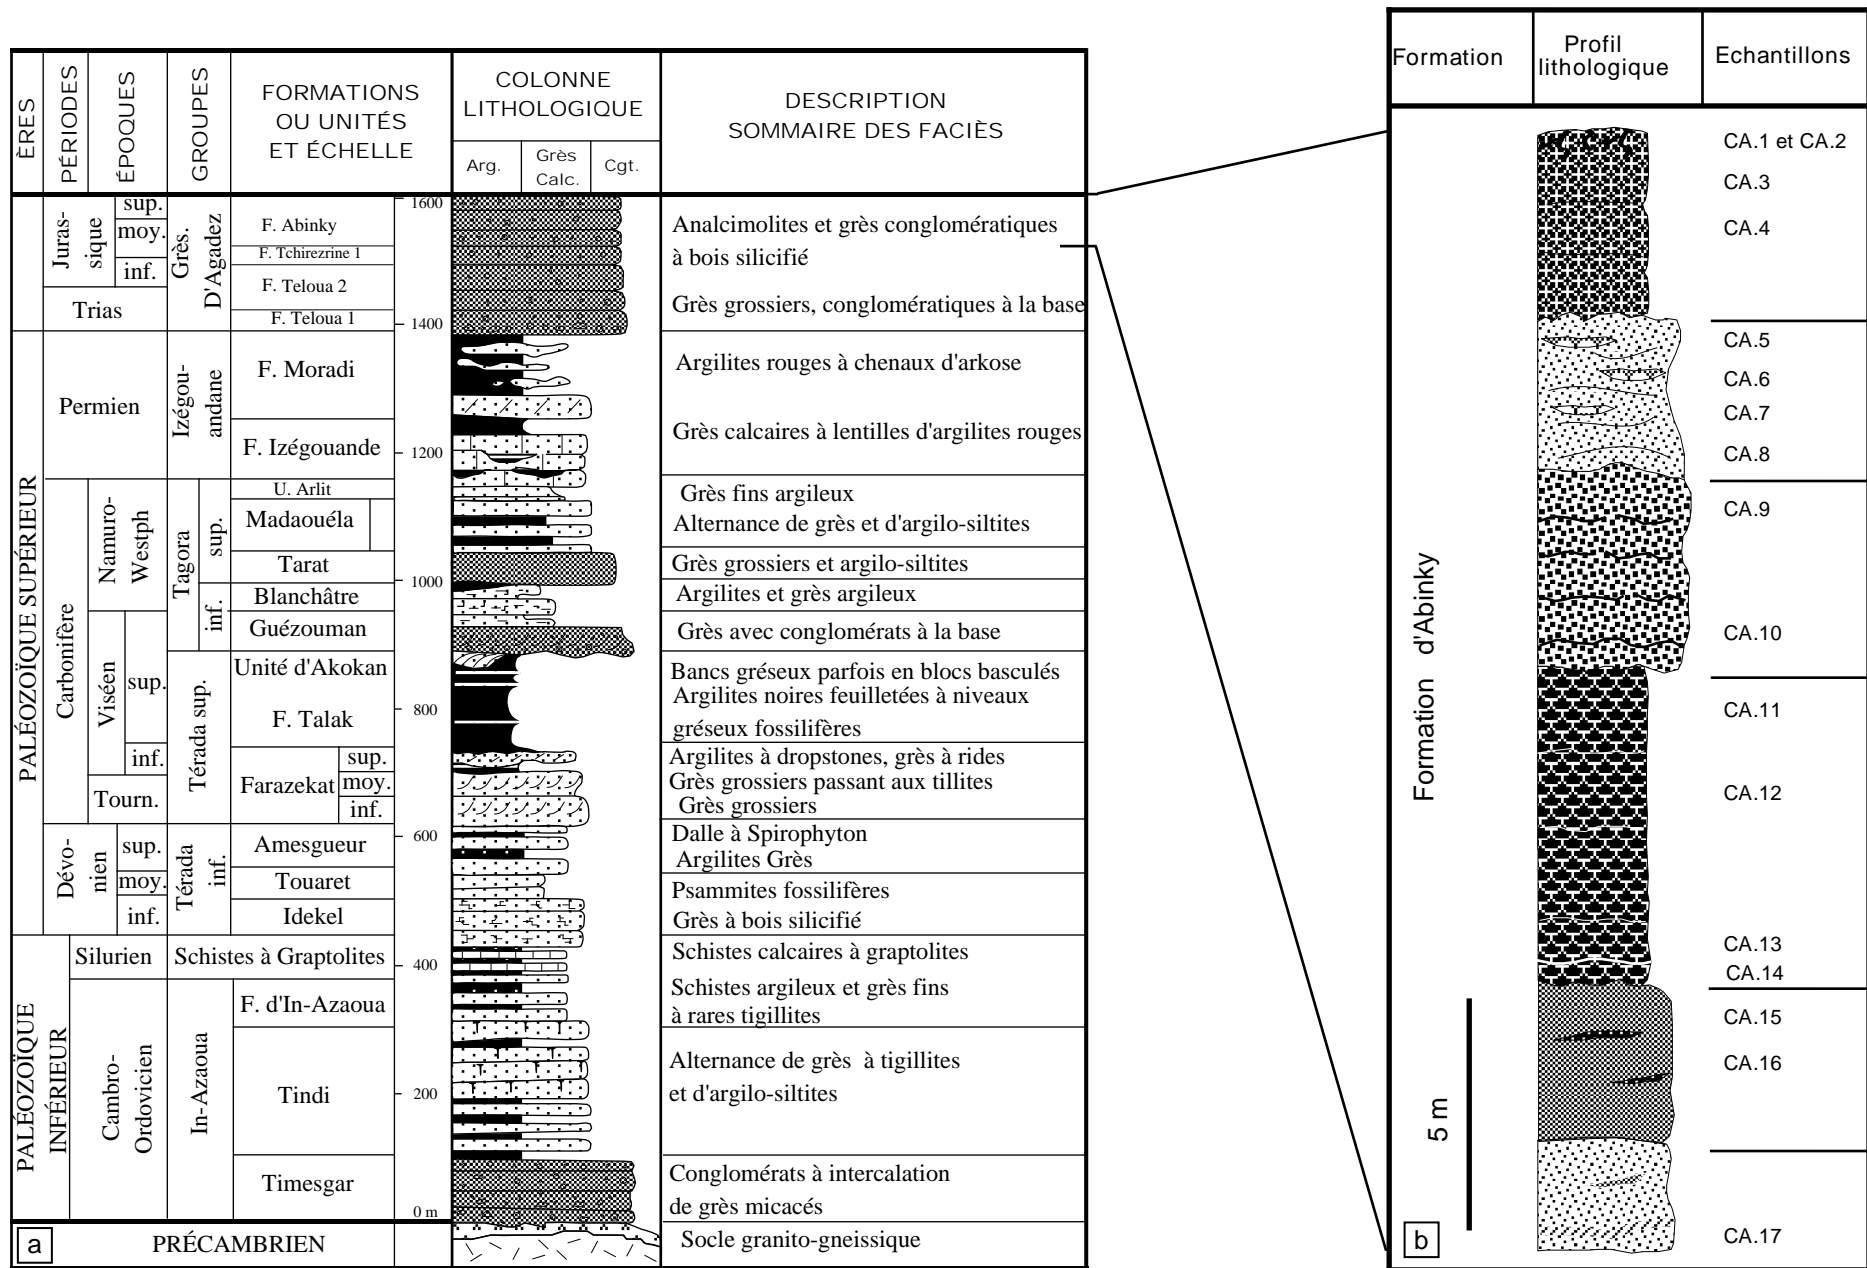 ÈRES
PÉRIODES
ÉPOQUES
GROUPES
FORMATIONS
OU UNITÉS
ET ÉCHELLE
COLONNE
LITHOLOGIQUE
Arg.
Grès
Calc.
Cgt.
DESCRIPTION
SOMMAIRE DES FACIÈS
Juras-
sique
sup.
moy.
inf.
Trias
Grès.
D'Agadez
F. Abinky
F. Tchirezrine 1
F. Teloua 2
F. Teloua 1
1600
1400
Analcimolites et grès conglomératiques
à bois silicifié
Grès grossiers, conglomératiques à la base
PALÉOZOÏQUE SUPÉRIEUR
Permien
Izégou-
andane
F. Moradi
F. Izégouande
1200
Argilites rouges à chenaux d'arkose
Grès calcaires à lentilles d'argilites rouges
Carbonifère
Namuro-
Westph
Tagora
sup.
inf.
U. Arlit
Madaouéla
Tarat
Blanchâtre
Guézouman
1000
Grès fins argileux
Alternance de grès et d'argilo-siltites
Grès grossiers et argilo-siltites
Argilites et grès argileux
Grès avec conglomérats à la base
Viséen
sup.
inf.
Tourn.
Térada sup.
Unité d'Akokan
F. Talak
Farazekat
sup.
moy.
inf.
800
Bancs gréseux parfois en blocs basculés
Argilites noires feuilletées à niveaux
gréseux fossilifères
Argilites à dropstones, grès à rides
Grès grossiers passant aux tillites
Grès grossiers
Dévo-
nien
sup.
moy.
inf.
Térada
inf.
Amesgueur
Touaret
Idekel
600
Dalle à Spirophyton
Argilites Grès
Psammites fossilifères
Grès à bois silicifié
PALÉOZOÏQUE
INFÉRIEUR
Silurien
Schistes à Graptolites
400
Schistes calcaires à graptolites
Cambro-
Ordovicien
In-Azaoua
F. d'In-Azaoua
Tindi
Timesgar
200
0 m
Schistes argileux et grès fins
à rares tigillites
Alternance de grès à tigillites
et d'argilo-siltites
Conglomérats à intercalation
de grès micacés
a
PRÉCAMBRIEN
Socle granito-gneissique
Formation
Profil
lithologique
Echantillons
Formation d'Abinky
5 m
b
CA.1 et CA.2
CA.3
CA.4
CA.5
CA.6
CA.7
CA.8
CA.9
CA.10
CA.11
CA.12
CA.13
CA.14
CA.15
CA.16
CA.17